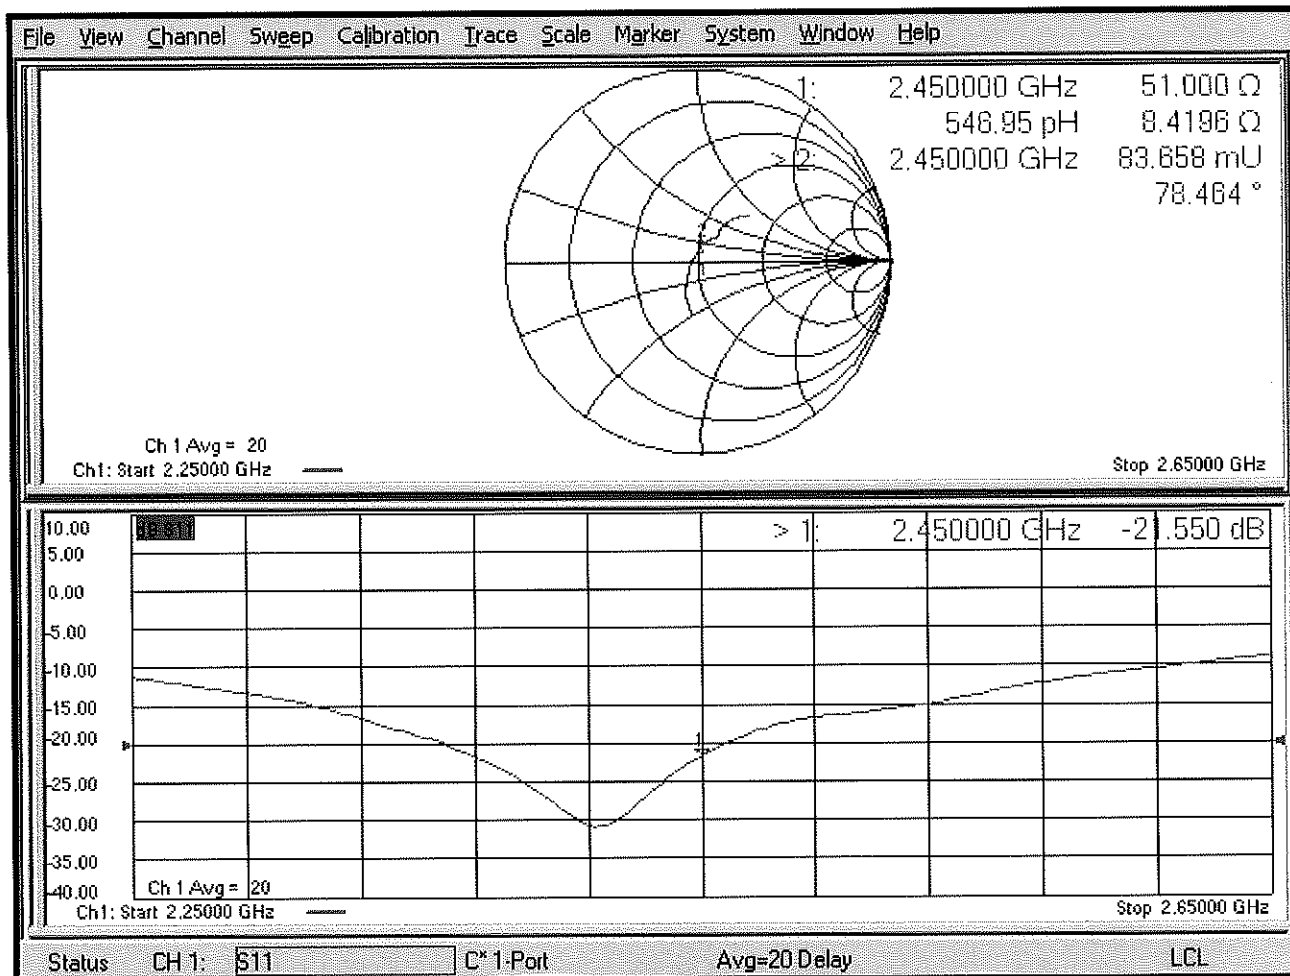 File View Channel Sweep Calibration Trace Scale Marker System Window Help
1: 2.450000 GHz 51.000 Ω
546.95 pH 8.4196 Ω
> 2: 2.450000 GHz 83.658 mU
78.464 °
Ch 1 Avg = 20
Ch1: Start 2.25000 GHz
Stop 2.65000 GHz
10.00
dB S11
> 1: 2.450000 GHz -21.550 dB
5.00
0.00
-5.00
-10.00
-15.00
-20.00
1
-25.00
-30.00
-35.00
-40.00
Ch 1 Avg = 20
Ch1: Start 2.25000 GHz
Stop 2.65000 GHz
Status CH 1: S11 C* 1-Port Avg=20 Delay LCL